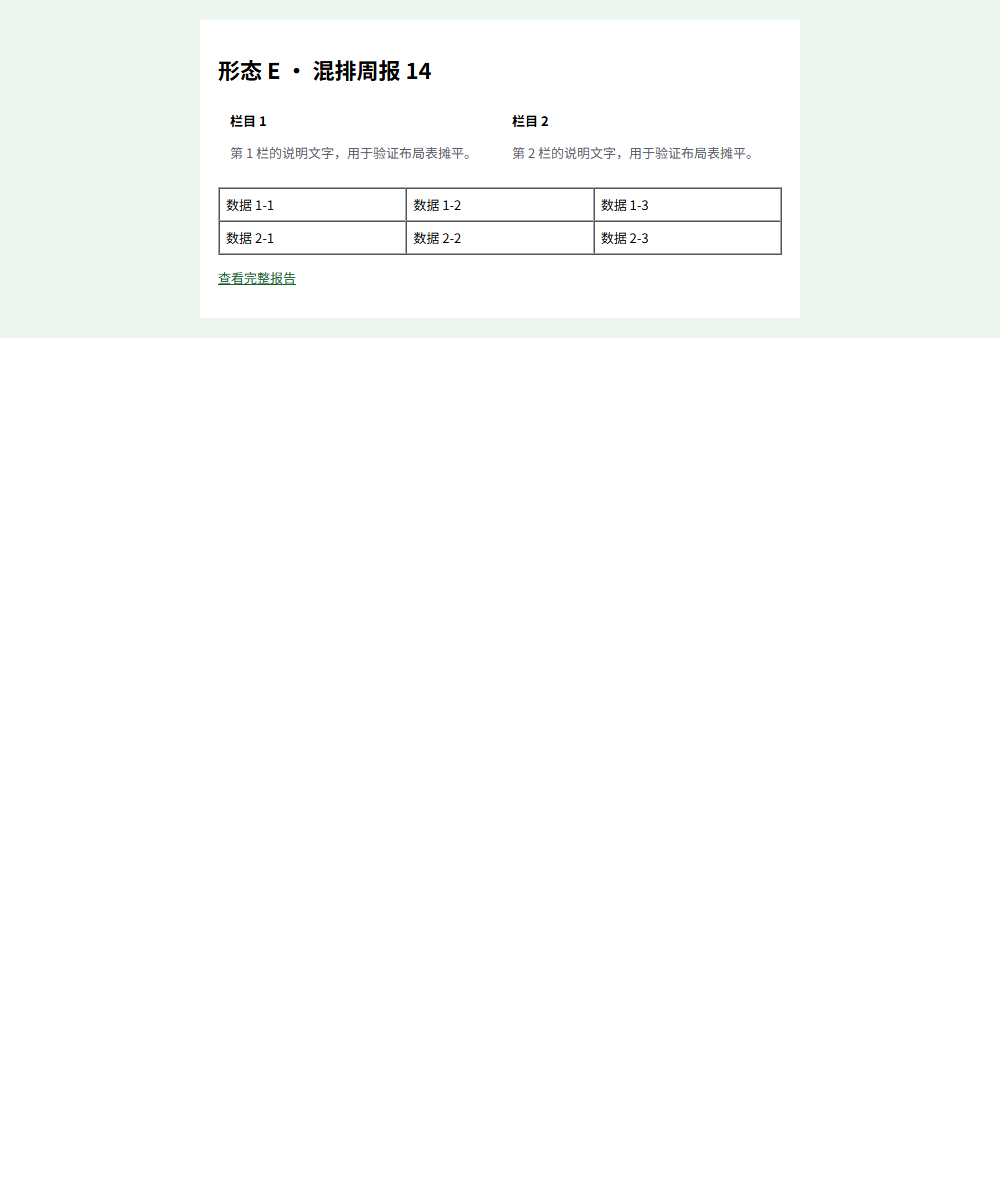 形态 E · 混排周报 14
栏目 1
第 1 栏的说明文字，用于验证布局表摊平。
栏目 2
第 2 栏的说明文字，用于验证布局表摊平。
数据 1-1 数据 1-2 数据 1-3
数据 2-1 数据 2-2 数据 2-3
查看完整报告